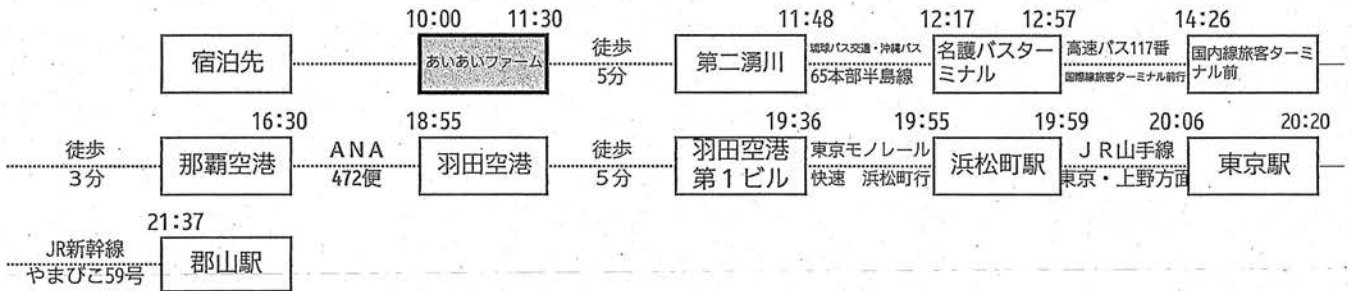 10:00 11:30 11:48 12:17 12:57 14:26
宿泊先
あいあいファーム
徒歩
5分
第二湧川
琉球バス交通・沖縄バス
65本部半島線
名護バスター
ミナル
高速バス117番
国際線旅客ターミナル前行
国内線旅客ターミ
ナル前
16:30 18:55 19:36 19:55 19:59 20:06 20:20
徒歩
3分
那覇空港
ANA
472便
羽田空港
徒歩
5分
羽田空港
第1ビル
東京モノレール
快速 浜松町行
浜松町駅
JR山手線
東京・上野方面
東京駅
21:37
JR新幹線
やまびこ59号
郡山駅